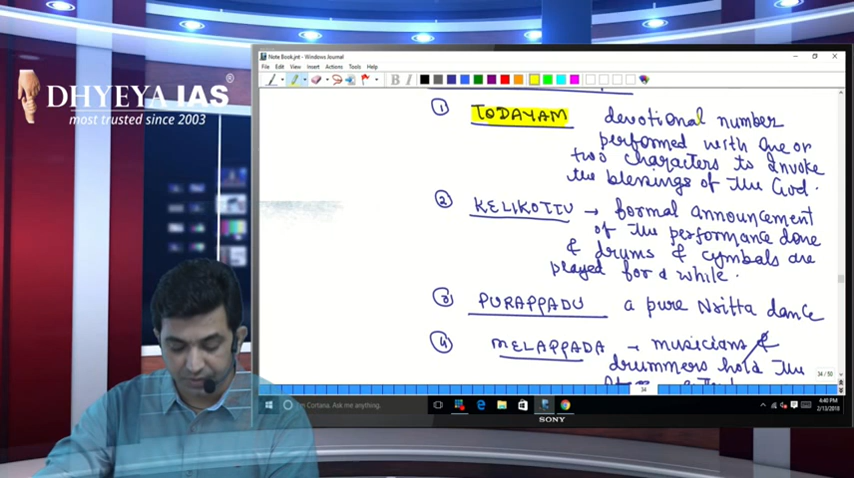 DHYEYA IAS®
most trusted since 2003
Note Book.jnt - Windows Journal
File Edit View Insert Actions Tools Help
B I
① TODAYAM devotional number
performed with one or
two characters to invoke
the blessings of the God.
② KELIKOTTU → formal announcement
of the performance done
& drums & cymbals are
played for a while.
③ PURAPPADU a pure Nritta dance
④ MELAPPADA → musicians &
drummers hold the
34 / 50
34
I'm Cortana. Ask me anything.
4:40 PM
2/13/2018
SONY